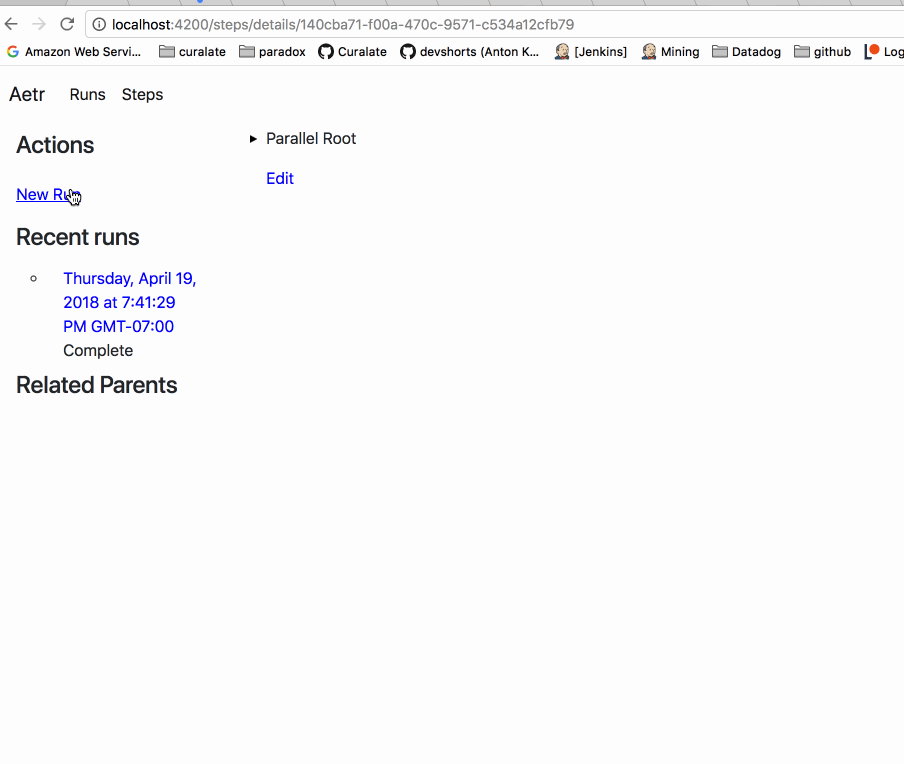 localhost:4200/steps/details/140cba71-f00a-470c-9571-c534a12cfb79
Amazon Web Servi... curalate paradox Curalate devshorts (Anton K... [Jenkins] Mining Datadog github Log
Aetr Runs Steps
Actions
New Run
Recent runs
Thursday, April 19,
2018 at 7:41:29
PM GMT-07:00
Complete
Related Parents
Parallel Root
Edit